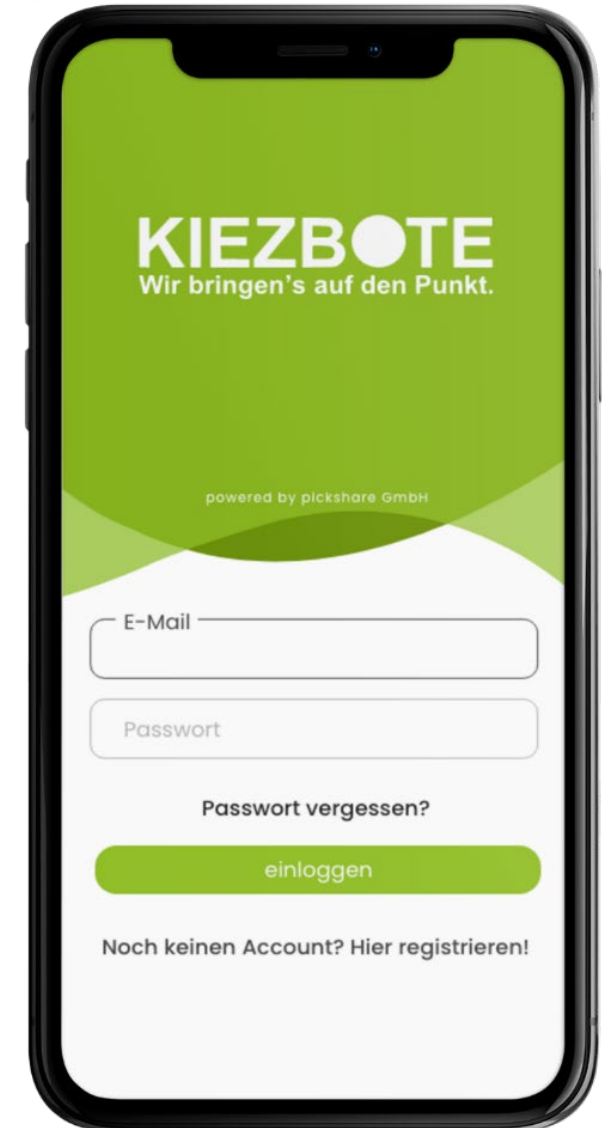 KIEZBOTE
Wir bringen's auf den Punkt.
powered by pickshare GmbH
E-Mail
Passwort
Passwort vergessen?
einloggen
Noch keinen Account? Hier registrieren!